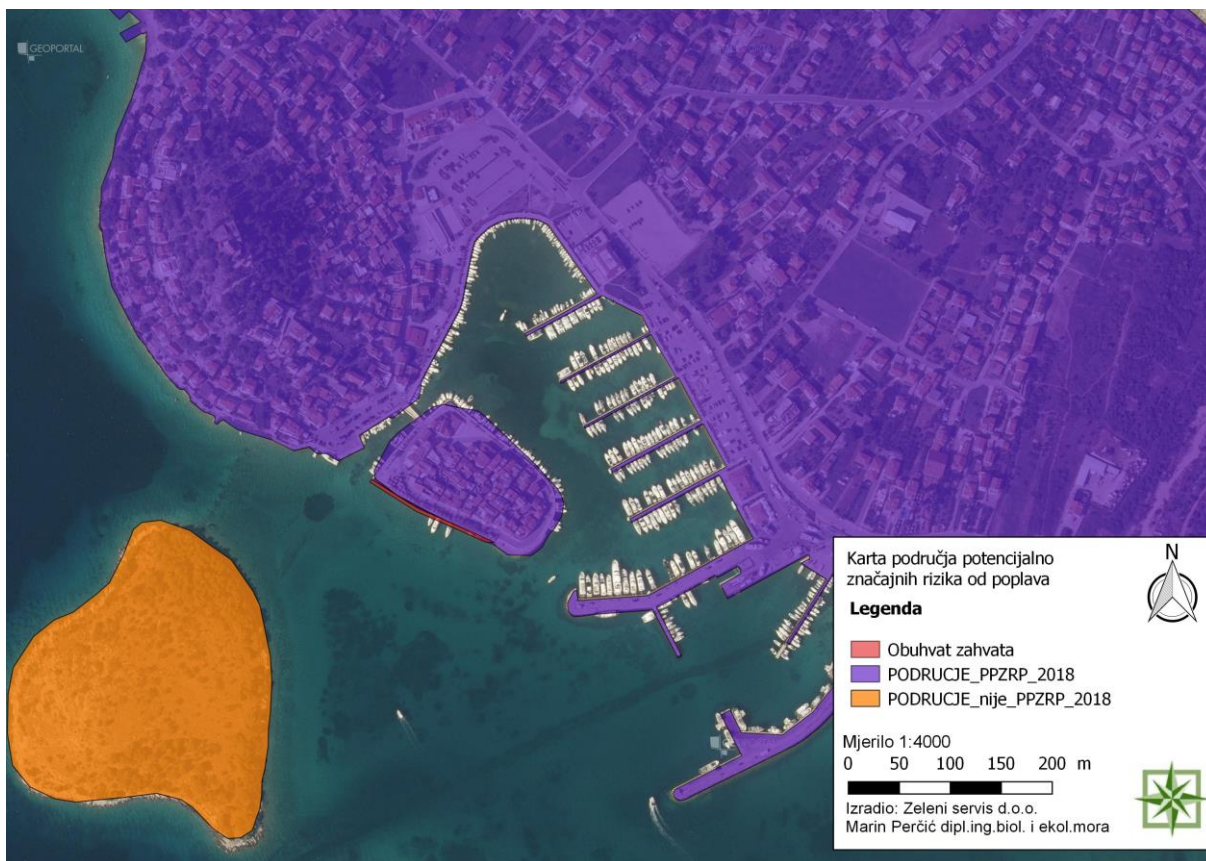 GEOPORTAL
Karta područja potencijalno
značajnih rizika od poplava
N
Legenda
Obuhvat zahvata
PODRUCJE_PPZRP_2018
PODRUCJE_nije_PPZRP_2018
Mjerilo 1:4000
0 50 100 150 200 m
Izradio: Zeleni servis d.o.o.
Marin Perčić dipl.ing.biol. i ekol.mora